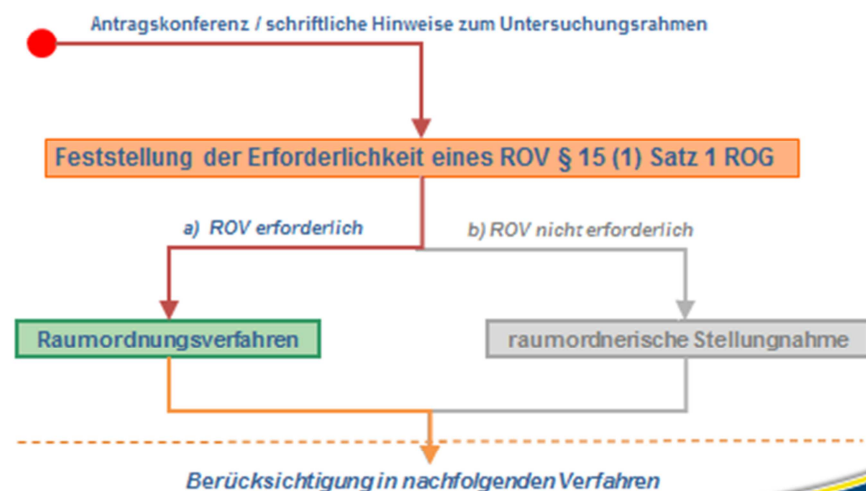 Antragskonferenz / schriftliche Hinweise zum Untersuchungsrahmen
Feststellung der Erforderlichkeit eines ROV § 15 (1) Satz 1 ROG
a) ROV erforderlich
b) ROV nicht erforderlich
Raumordnungsverfahren
raumordnerische Stellungnahme
Berücksichtigung in nachfolgenden Verfahren